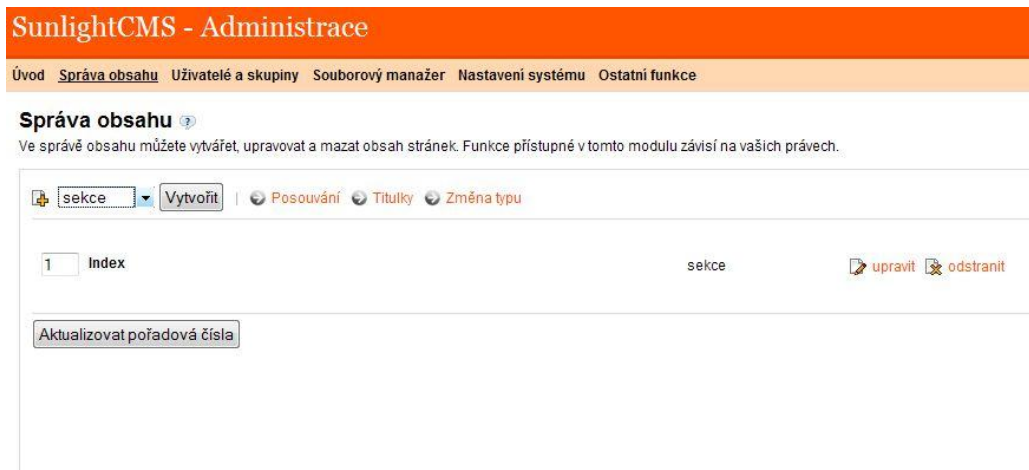 SunlightCMS - Administrace
Úvod Správa obsahu Uživatelé a skupiny Souborový manažer Nastavení systému Ostatní funkce
Správa obsahu
Ve správě obsahu můžete vytvářet, upravovat a mazat obsah stránek. Funkce přístupné v tomto modulu závisí na vašich právech.
sekce Vytvořit | Posouvání Titulky Změna typu
1 Index sekce upravit odstranit
Aktualizovat pořadová čísla